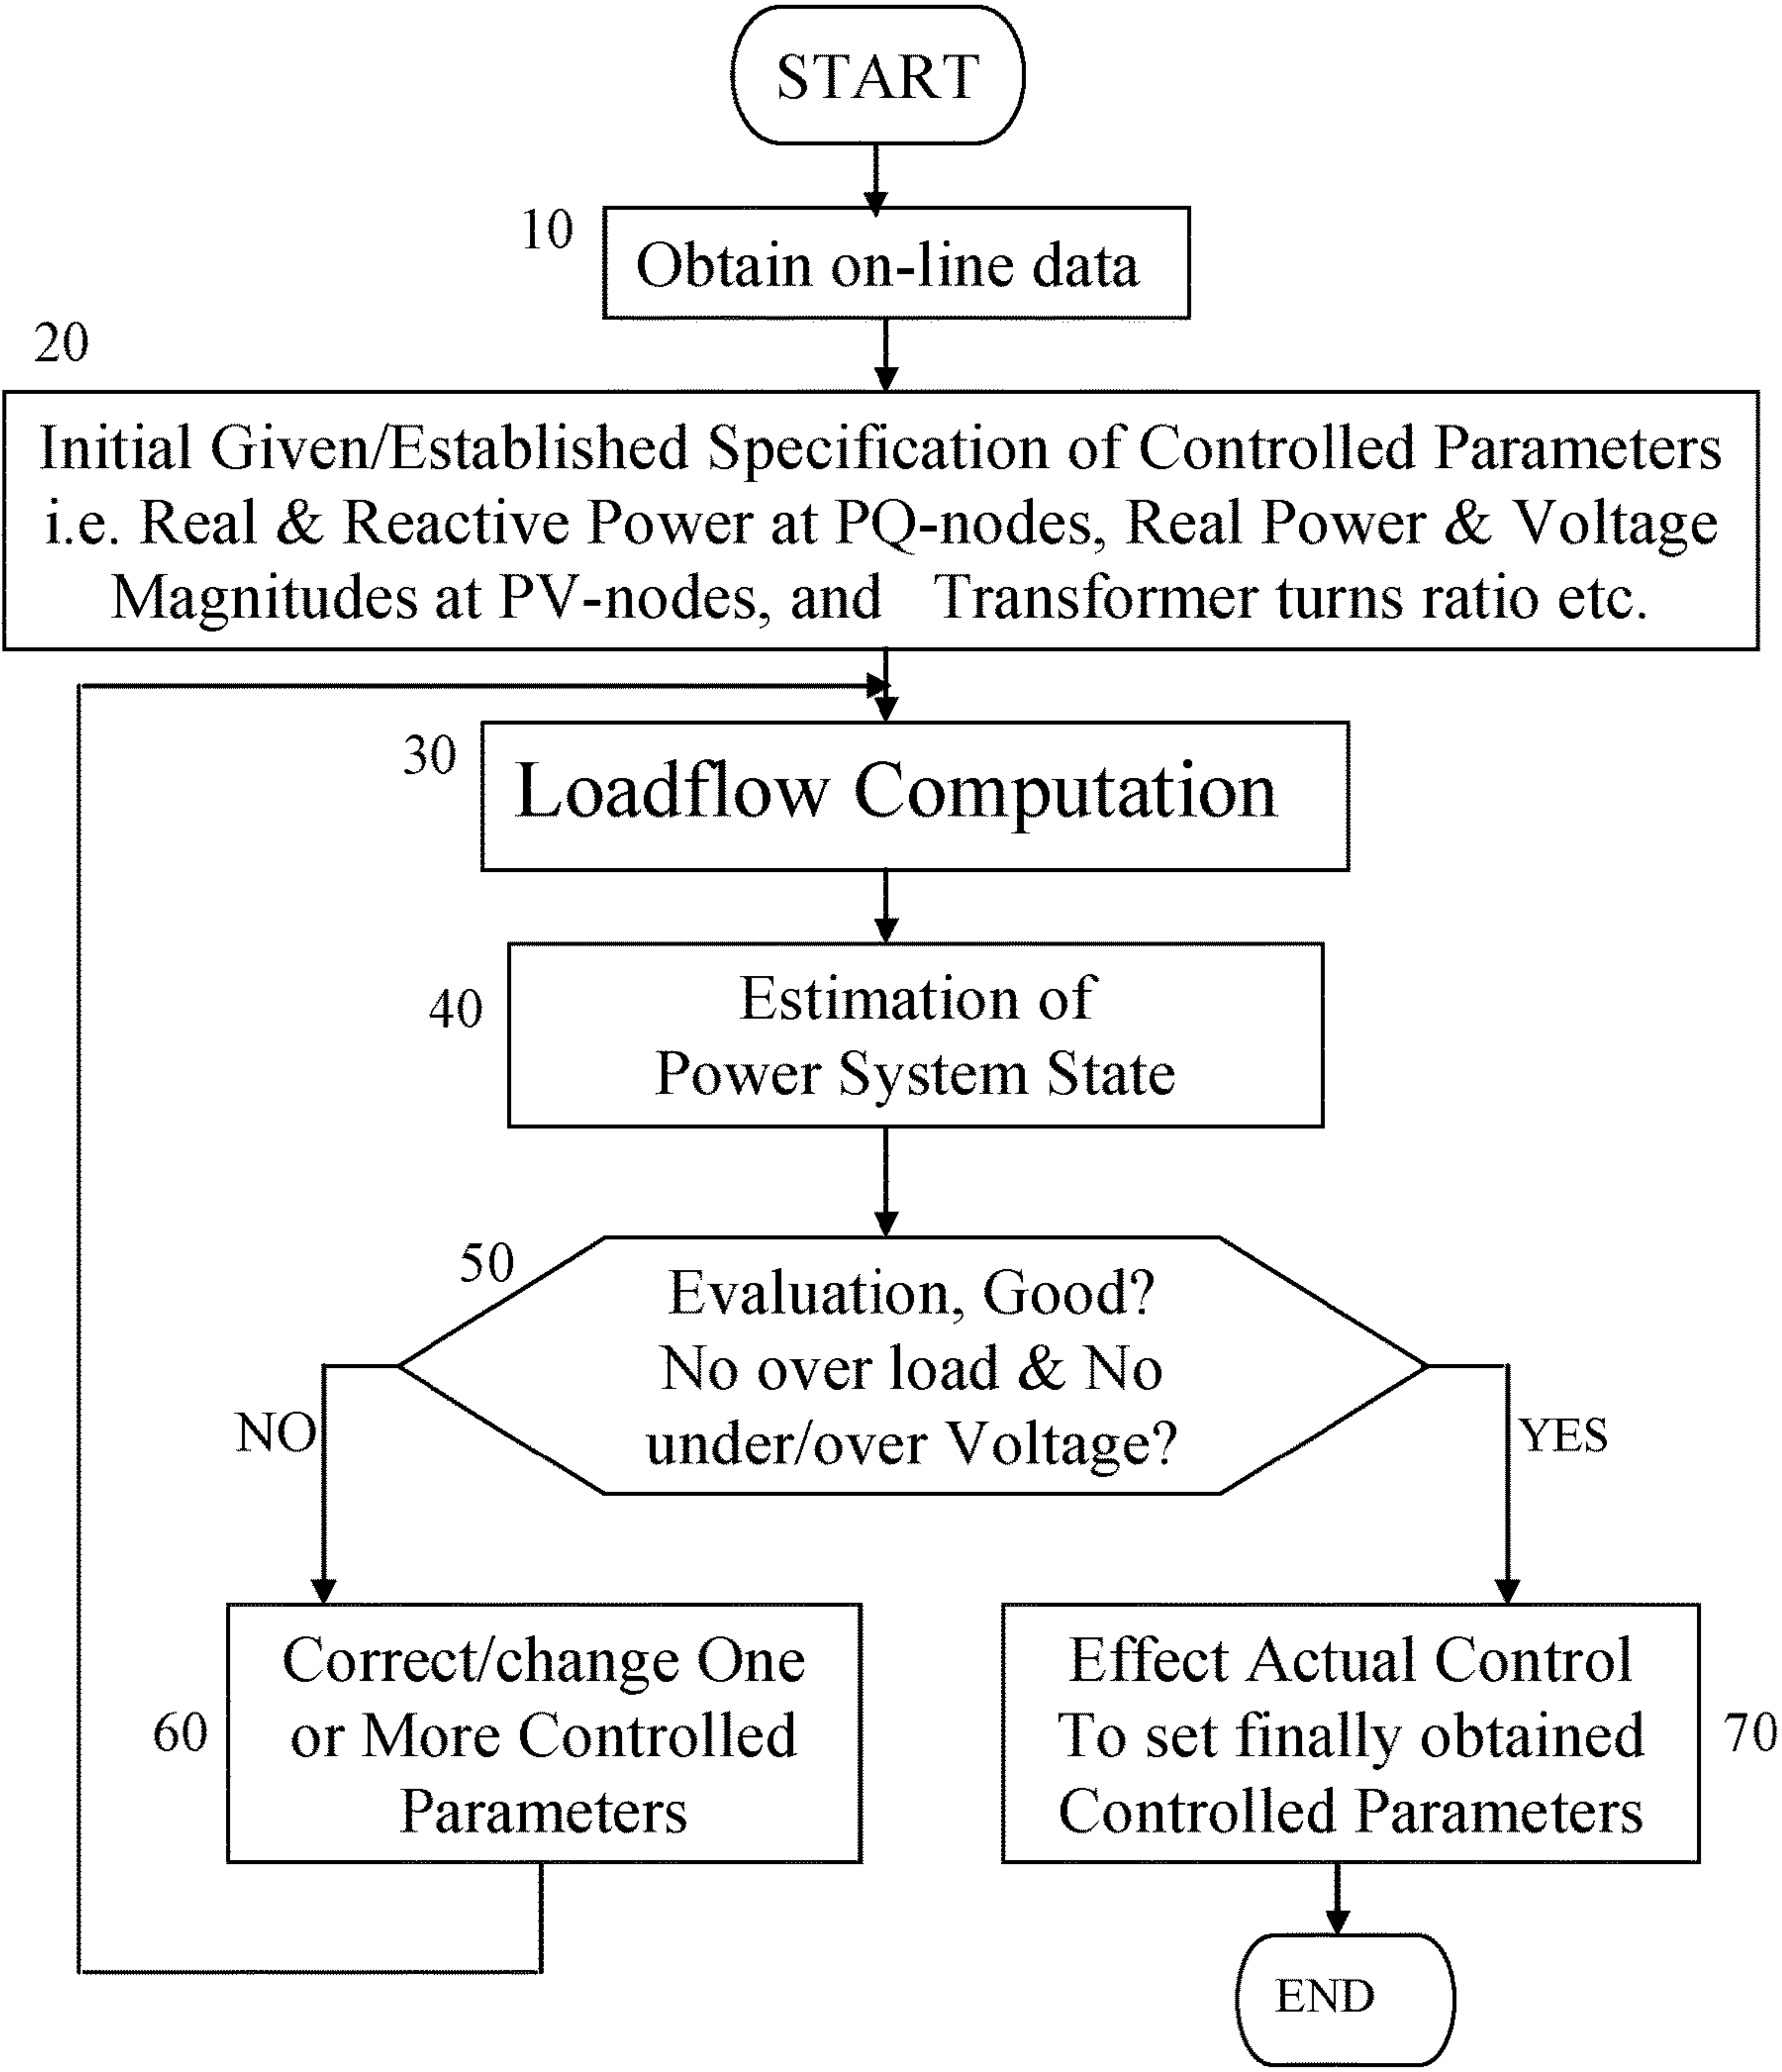 START
10
Obtain on-line data
20
Initial Given/Established Specification of Controlled Parameters
i.e. Real & Reactive Power at PQ-nodes, Real Power & Voltage
Magnitudes at PV-nodes, and Transformer turns ratio etc.
30
Loadflow Computation
40
Estimation of
Power System State
50
Evaluation, Good?
No over load & No
under/over Voltage?
NO
YES
60
Correct/change One
or More Controlled
Parameters
Effect Actual Control
To set finally obtained
Controlled Parameters
70
END